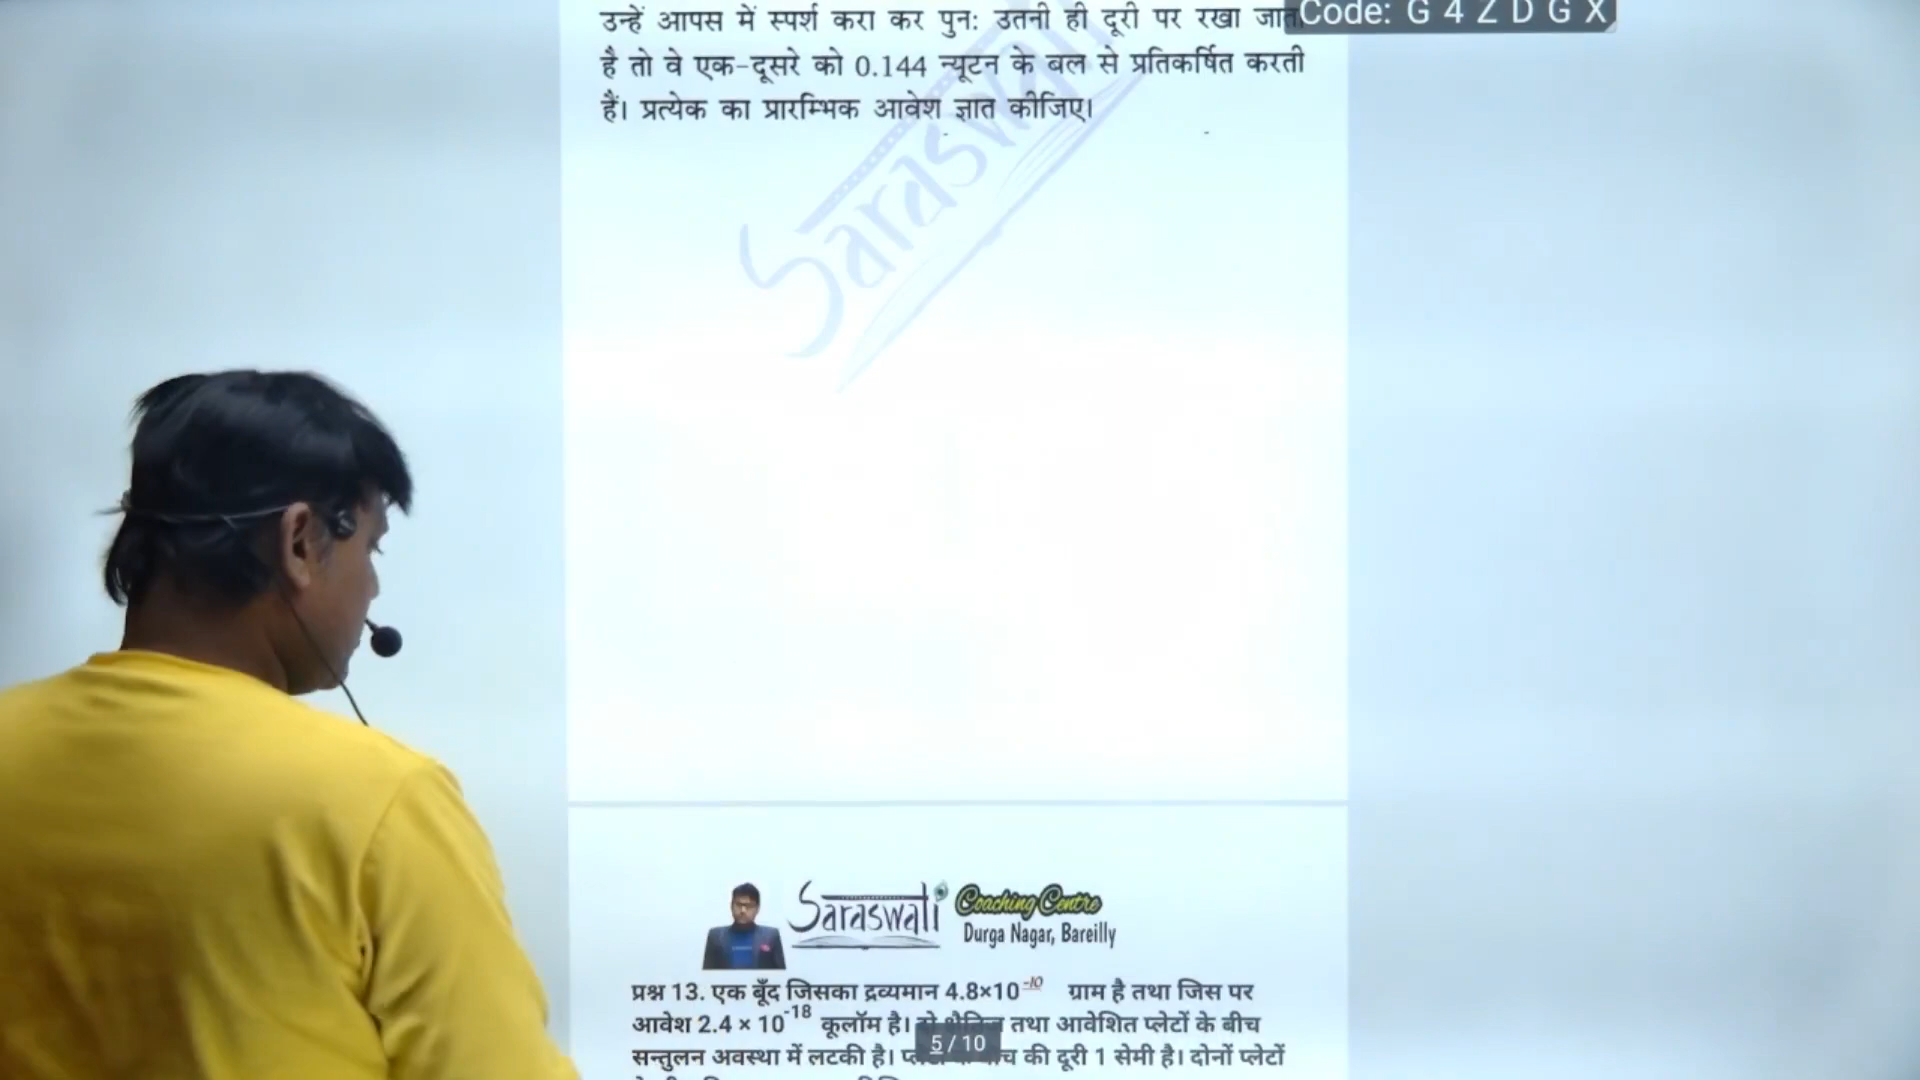 उन्हें आपस में स्पर्श करा कर पुन: उतनी ही दूरी पर रखा जाता
Code: G 4 Z D G X
है तो वे एक-दूसरे को 0.144 न्यूटन के बल से प्रतिकर्षित करती
हैं। प्रत्येक का प्रारम्भिक आवेश ज्ञात कीजिए।
Saraswati
Saraswati Coaching Centre
Durga Nagar, Bareilly
प्रश्न 13. एक बूँद जिसका द्रव्यमान 4.8×10⁻¹⁰ ग्राम है तथा जिस पर
आवेश 2.4 × 10⁻¹⁸ कूलॉम है। तथा आवेशित प्लेटों के बीच
5 / 10
सन्तुलन अवस्था में लटकी है। की दूरी 1 सेमी है। दोनों प्लेटों